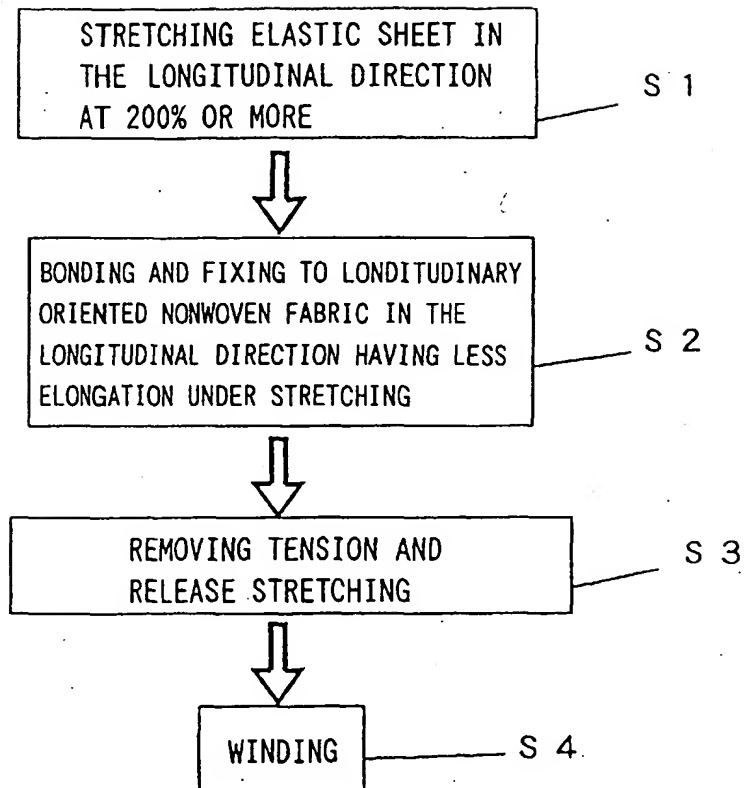 STRETCHING ELASTIC SHEET IN
THE LONGITUDINAL DIRECTION
AT 200% OR MORE
S 1
BONDING AND FIXING TO LONDITUDINARY
ORIENTED NONWOVEN FABRIC IN THE
LONGITUDINAL DIRECTION HAVING LESS
ELONGATION UNDER STRETCHING
S 2
REMOVING TENSION AND
RELEASE STRETCHING
S 3
WINDING
S 4